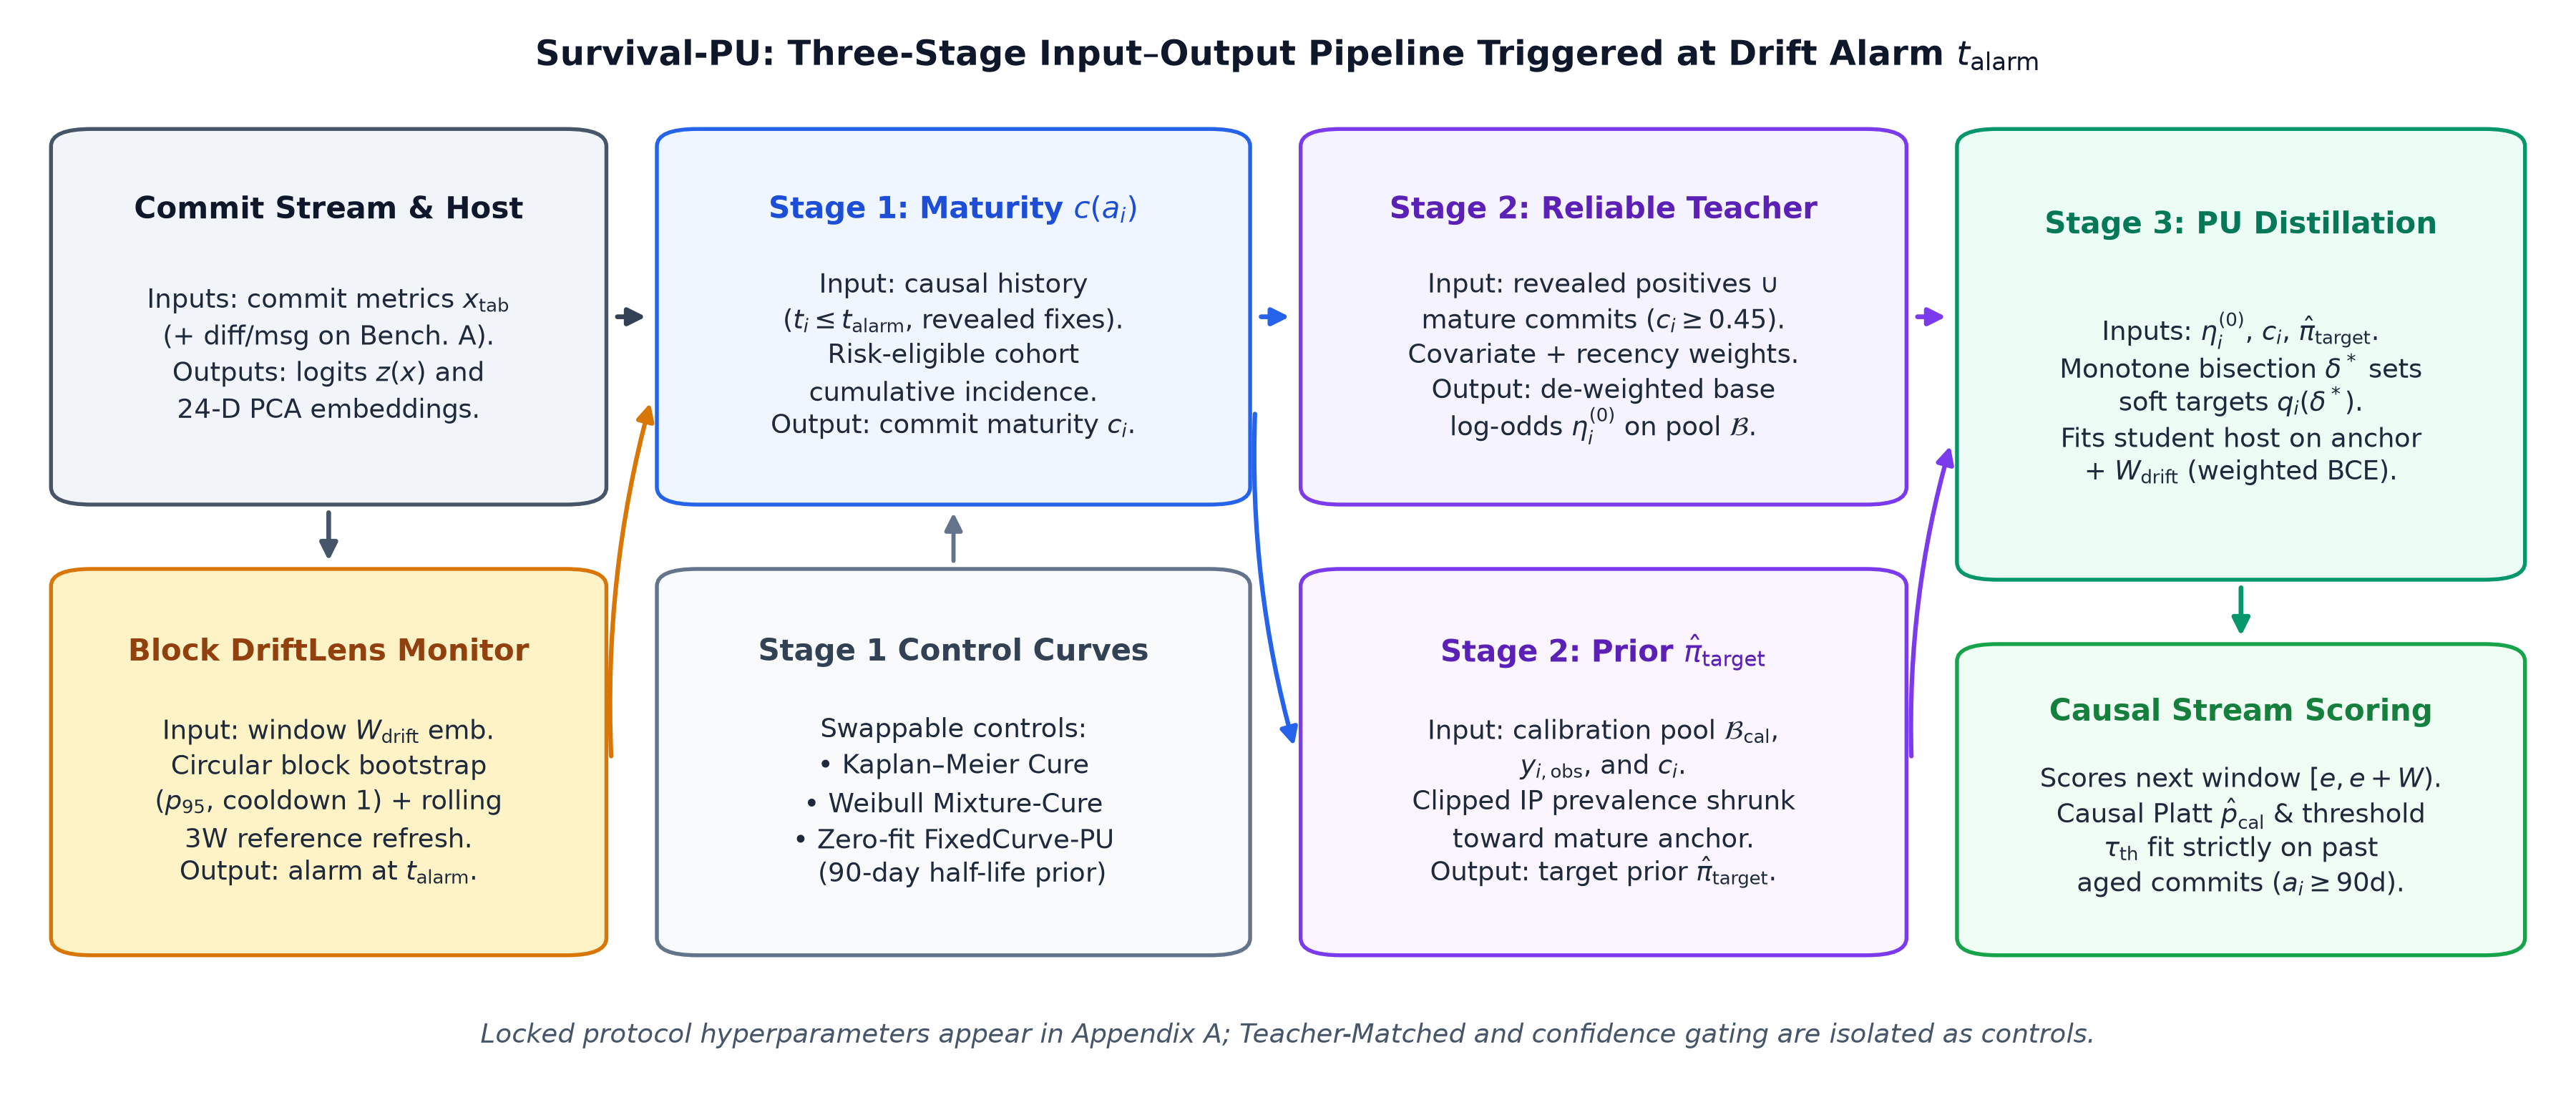 Survival-PU: Three-Stage Input–Output Pipeline Triggered at Drift Alarm t_alarm
Commit Stream & Host
Inputs: commit metrics x_tab
(+ diff/msg on Bench. A).
Outputs: logits z(x) and
24-D PCA embeddings.
Stage 1: Maturity c(a_i)
Input: causal history
(t_i ≤ t_alarm, revealed fixes).
Risk-eligible cohort
cumulative incidence.
Output: commit maturity c_i.
Stage 2: Reliable Teacher
Input: revealed positives ∪
mature commits (c_i ≥ 0.45).
Covariate + recency weights.
Output: de-weighted base
log-odds η_i^(0) on pool ℬ.
Stage 3: PU Distillation
Inputs: η_i^(0), c_i, π̂_target.
Monotone bisection δ* sets
soft targets q_i(δ*).
Fits student host on anchor
+ W_drift (weighted BCE).
Block DriftLens Monitor
Input: window W_drift emb.
Circular block bootstrap
(p_95, cooldown 1) + rolling
3W reference refresh.
Output: alarm at t_alarm.
Stage 1 Control Curves
Swappable controls:
• Kaplan–Meier Cure
• Weibull Mixture-Cure
• Zero-fit FixedCurve-PU
(90-day half-life prior)
Stage 2: Prior π̂_target
Input: calibration pool ℬ_cal,
y_i,obs, and c_i.
Clipped IP prevalence shrunk
toward mature anchor.
Output: target prior π̂_target.
Causal Stream Scoring
Scores next window [e, e + W).
Causal Platt p̂_cal & threshold
τ_th fit strictly on past
aged commits (a_i ≥ 90d).
Locked protocol hyperparameters appear in Appendix A; Teacher-Matched and confidence gating are isolated as controls.